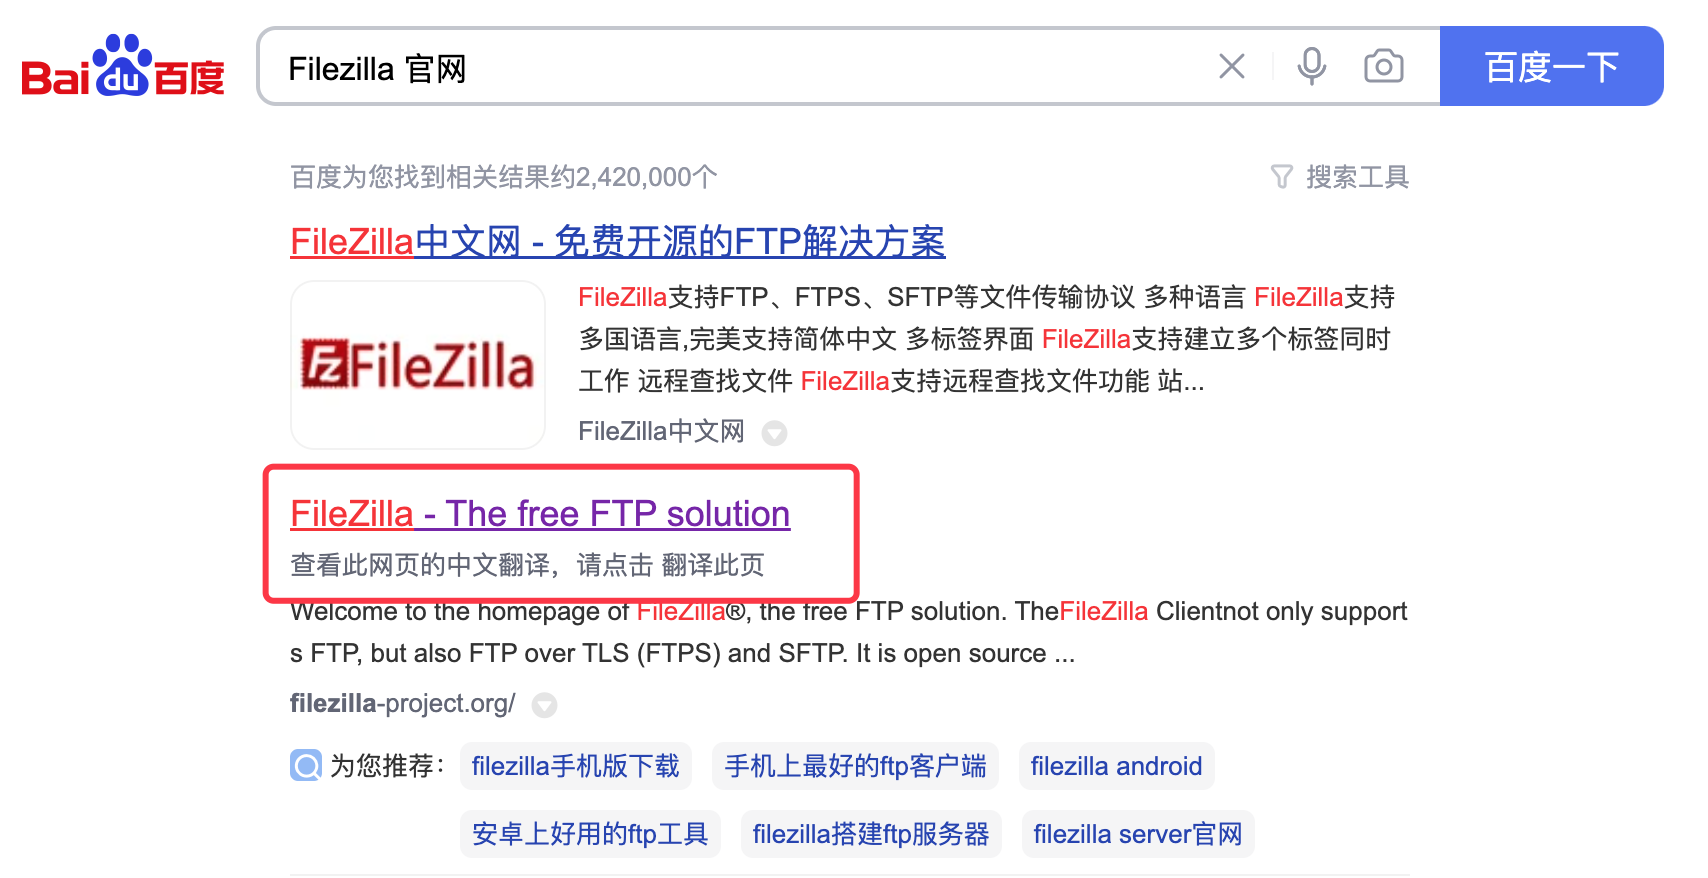 Bai du 百度
Filezilla 官网
百度一下
百度为您找到相关结果约2,420,000个
搜索工具
FileZilla中文网 - 免费开源的FTP解决方案
FileZilla
FileZilla支持FTP、FTPS、SFTP等文件传输协议 多种语言 FileZilla支持
多国语言,完美支持简体中文 多标签界面 FileZilla支持建立多个标签同时
工作 远程查找文件 FileZilla支持远程查找文件功能 站...
FileZilla中文网
FileZilla - The free FTP solution
查看此网页的中文翻译，请点击 翻译此页
Welcome to the homepage of FileZilla®, the free FTP solution. TheFileZilla Clientnot only support
s FTP, but also FTP over TLS (FTPS) and SFTP. It is open source ...
filezilla-project.org/
为您推荐：
filezilla手机版下载
手机上最好的ftp客户端
filezilla android
安卓上好用的ftp工具
filezilla搭建ftp服务器
filezilla server官网